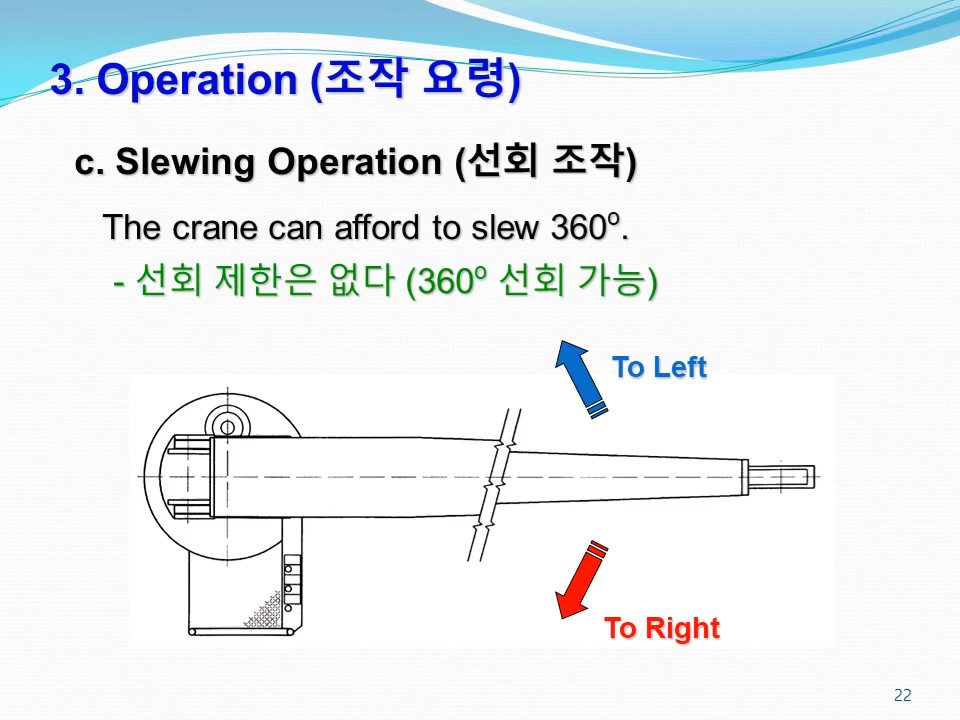 3. Operation (조작 요령)
c. Slewing Operation (선회 조작)
The crane can afford to slew 360º.
- 선회 제한은 없다 (360º 선회 가능)
To Left
To Right
22